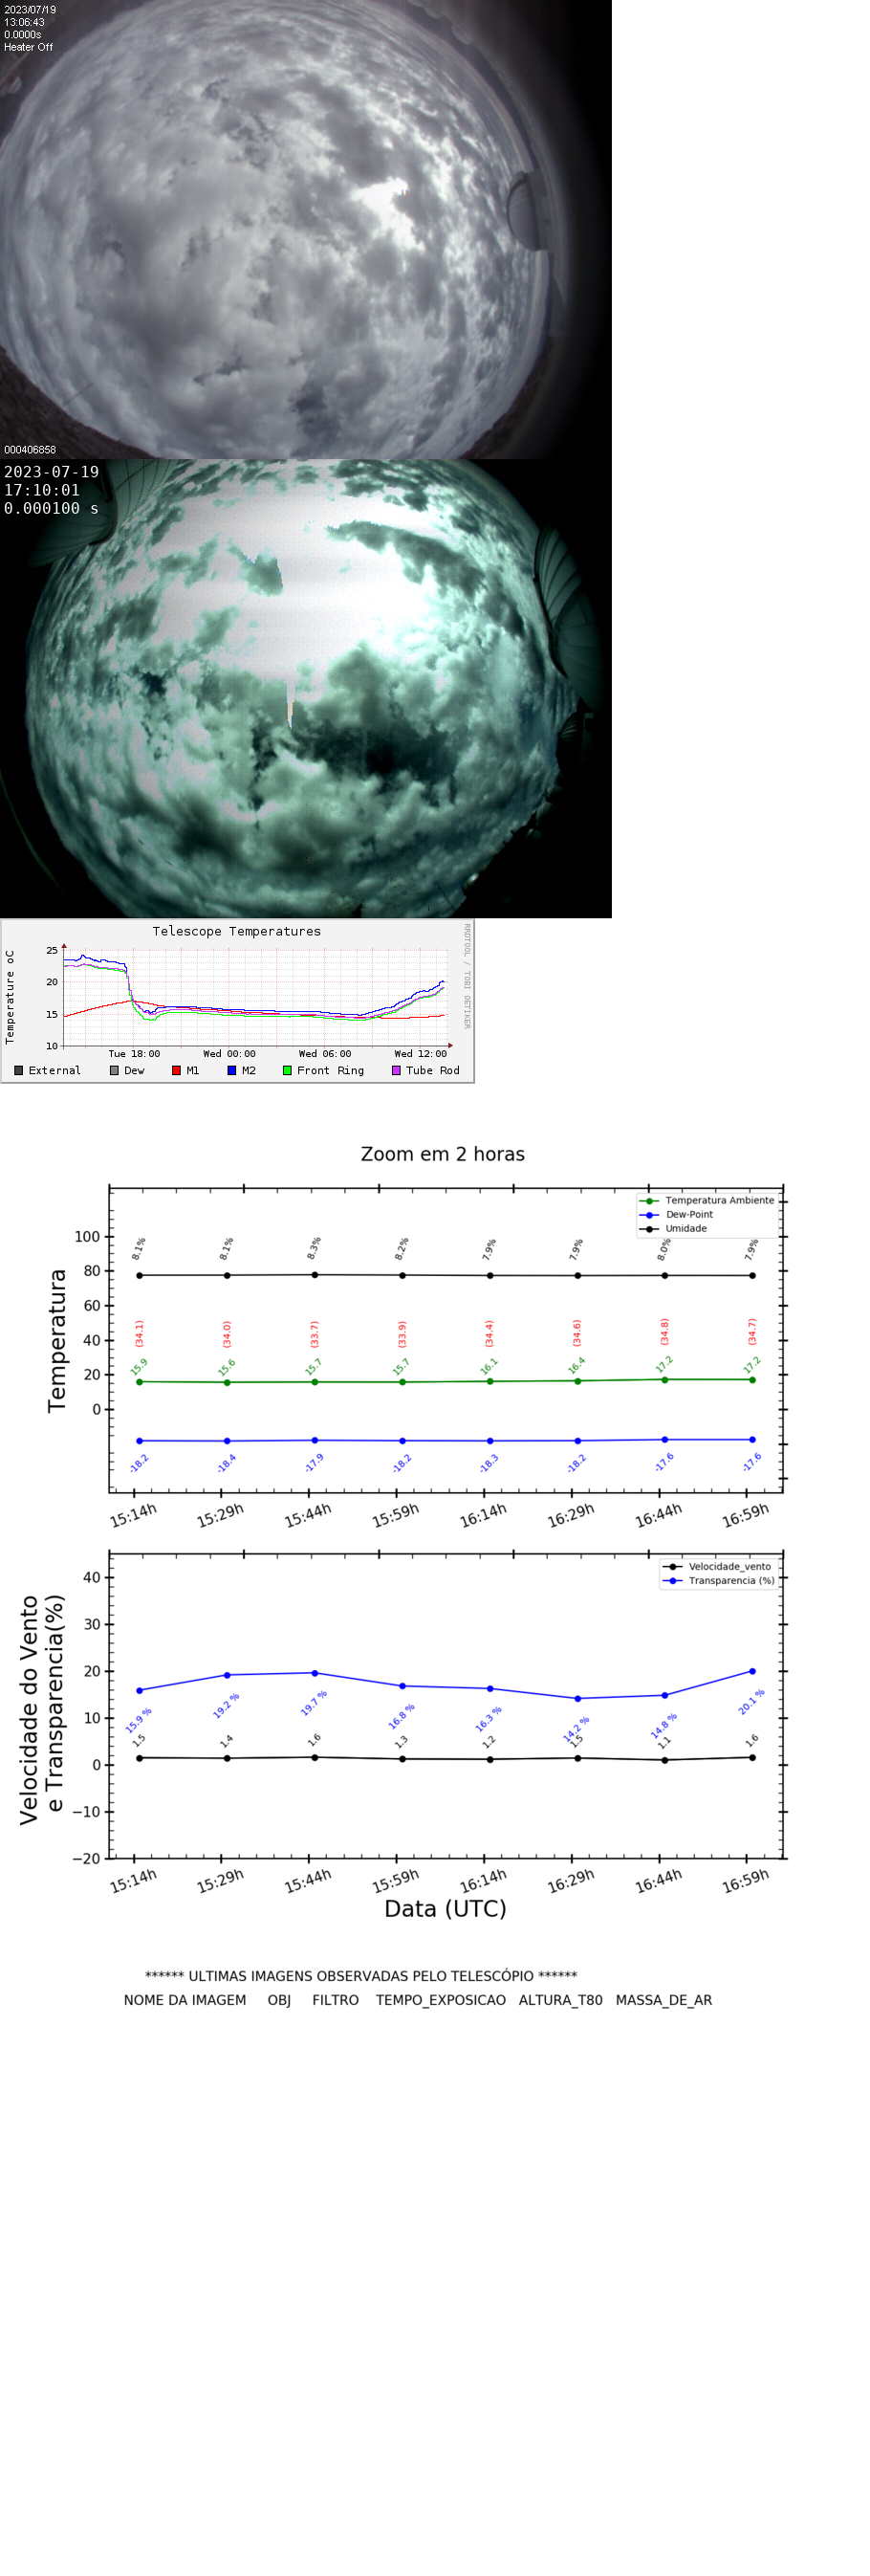 2023/07/19
13:06:43
0.0000s
Heater Off
000406858
2023-07-19
17:10:01
0.000100 s
Telescope Temperatures
RRDTOOL / TOBI OETIKER
Temperature oC
25
20
15
10
Tue 18:00 Wed 00:00 Wed 06:00 Wed 12:00
External Dew M1 M2 Front Ring Tube Rod
Zoom em 2 horas
Temperatura
Temperatura Ambiente
Dew-Point
Umidade
100
80
60
40
20
0
8.1% 8.1% 8.3% 8.2% 7.9% 7.9% 8.0% 7.9%
(34.1) (34.0) (33.7) (33.9) (34.4) (34.6) (34.8) (34.7)
15.9 15.6 15.7 15.7 16.1 16.4 17.2 17.2
-18.2 -18.4 -17.9 -18.2 -18.3 -18.2 -17.6 -17.6
15:14h 15:29h 15:44h 15:59h 16:14h 16:29h 16:44h 16:59h
Velocidade do Vento
e Transparencia(%)
Velocidade_vento
Transparencia (%)
40
30
20
10
0
−10
−20
15.9 % 19.2 % 19.7 % 16.8 % 16.3 % 14.2 % 14.8 % 20.1 %
1.5 1.4 1.6 1.3 1.2 1.5 1.1 1.6
15:14h 15:29h 15:44h 15:59h 16:14h 16:29h 16:44h 16:59h
Data (UTC)
****** ULTIMAS IMAGENS OBSERVADAS PELO TELESCÓPIO ******
NOME DA IMAGEM OBJ FILTRO TEMPO_EXPOSICAO ALTURA_T80 MASSA_DE_AR